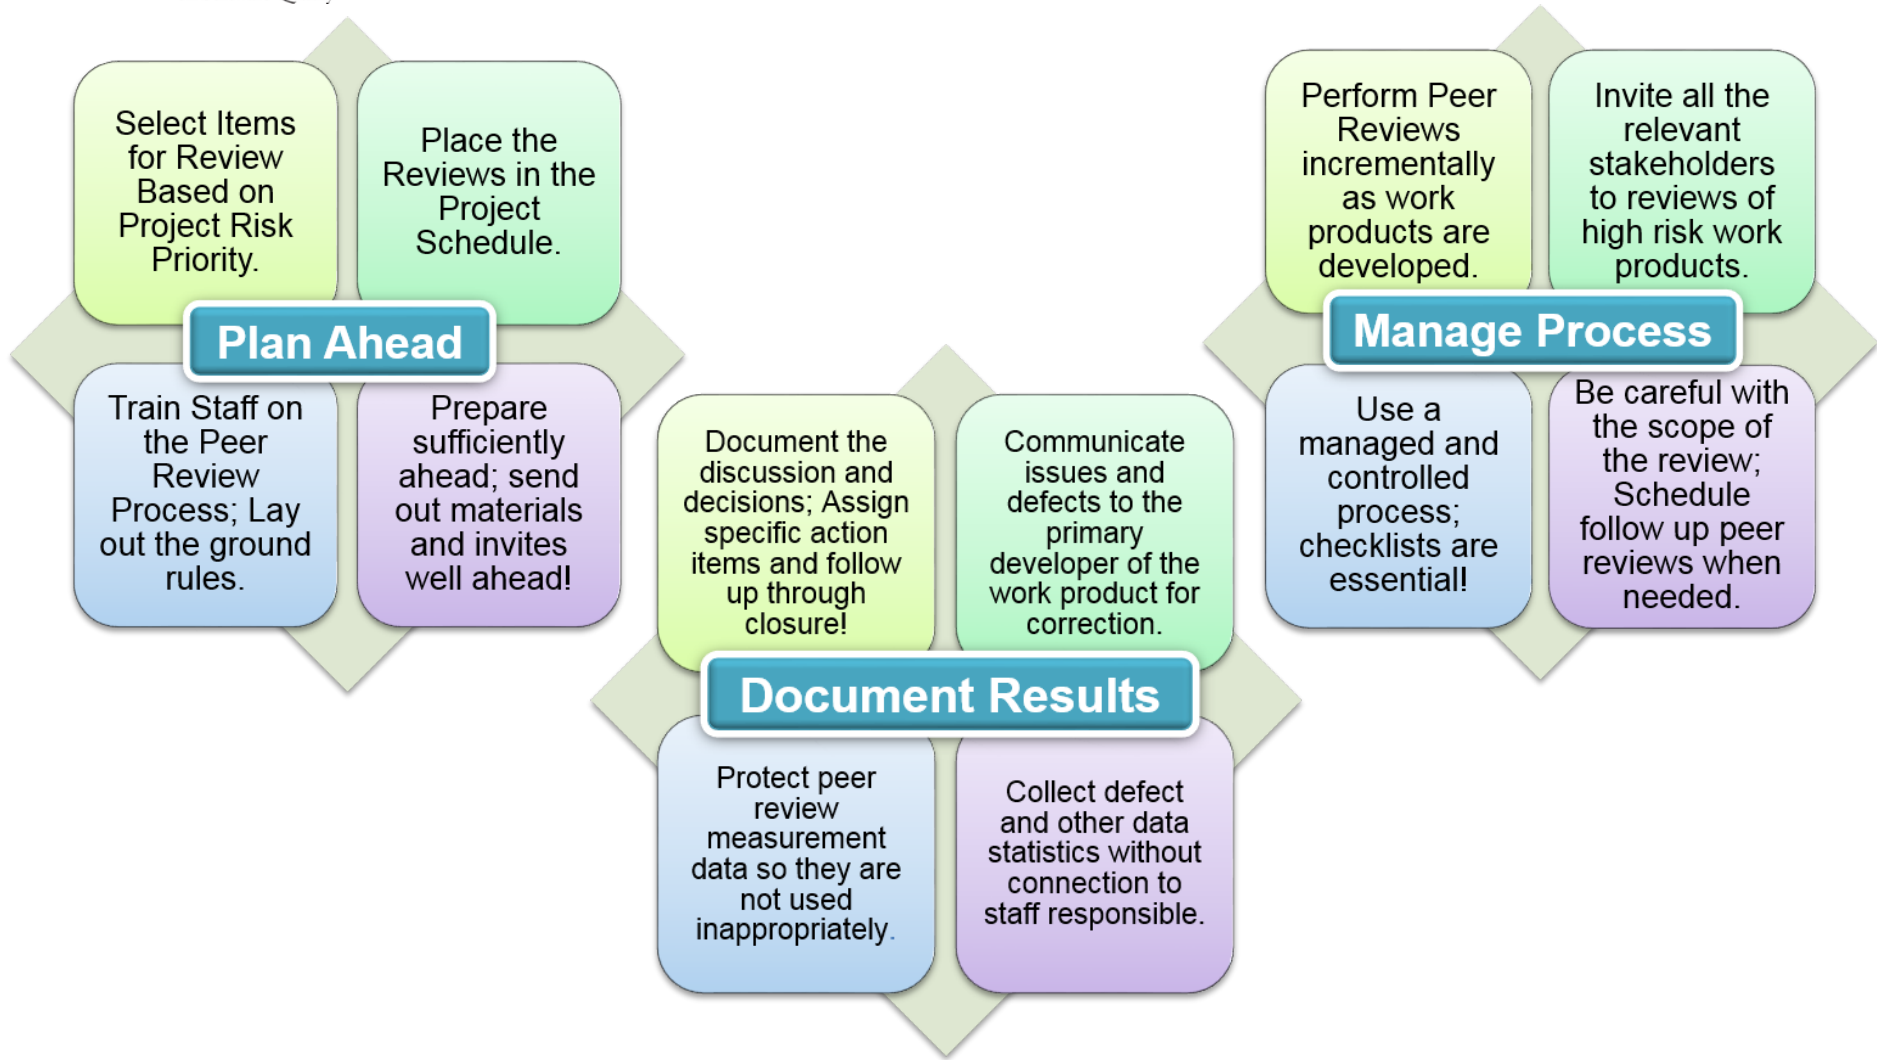 Select Items
for Review
Based on
Project Risk
Priority.
Place the
Reviews in the
Project
Schedule.
Plan Ahead
Train Staff on
the Peer
Review
Process; Lay
out the ground
rules.
Prepare
sufficiently
ahead; send
out materials
and invites
well ahead!
Document the
discussion and
decisions; Assign
specific action
items and follow
up through
closure!
Communicate
issues and
defects to the
primary
developer of the
work product for
correction.
Document Results
Protect peer
review
measurement
data so they are
not used
inappropriately.
Collect defect
and other data
statistics without
connection to
staff responsible.
Perform Peer
Reviews
incrementally
as work
products are
developed.
Invite all the
relevant
stakeholders
to reviews of
high risk work
products.
Manage Process
Use a
managed and
controlled
process;
checklists are
essential!
Be careful with
the scope of
the review;
Schedule
follow up peer
reviews when
needed.